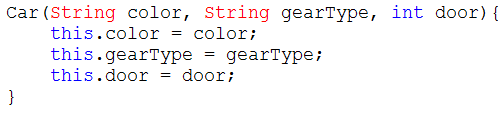 Car(String color, String gearType, int door){
    this.color = color;
    this.gearType = gearType;
    this.door = door;
}